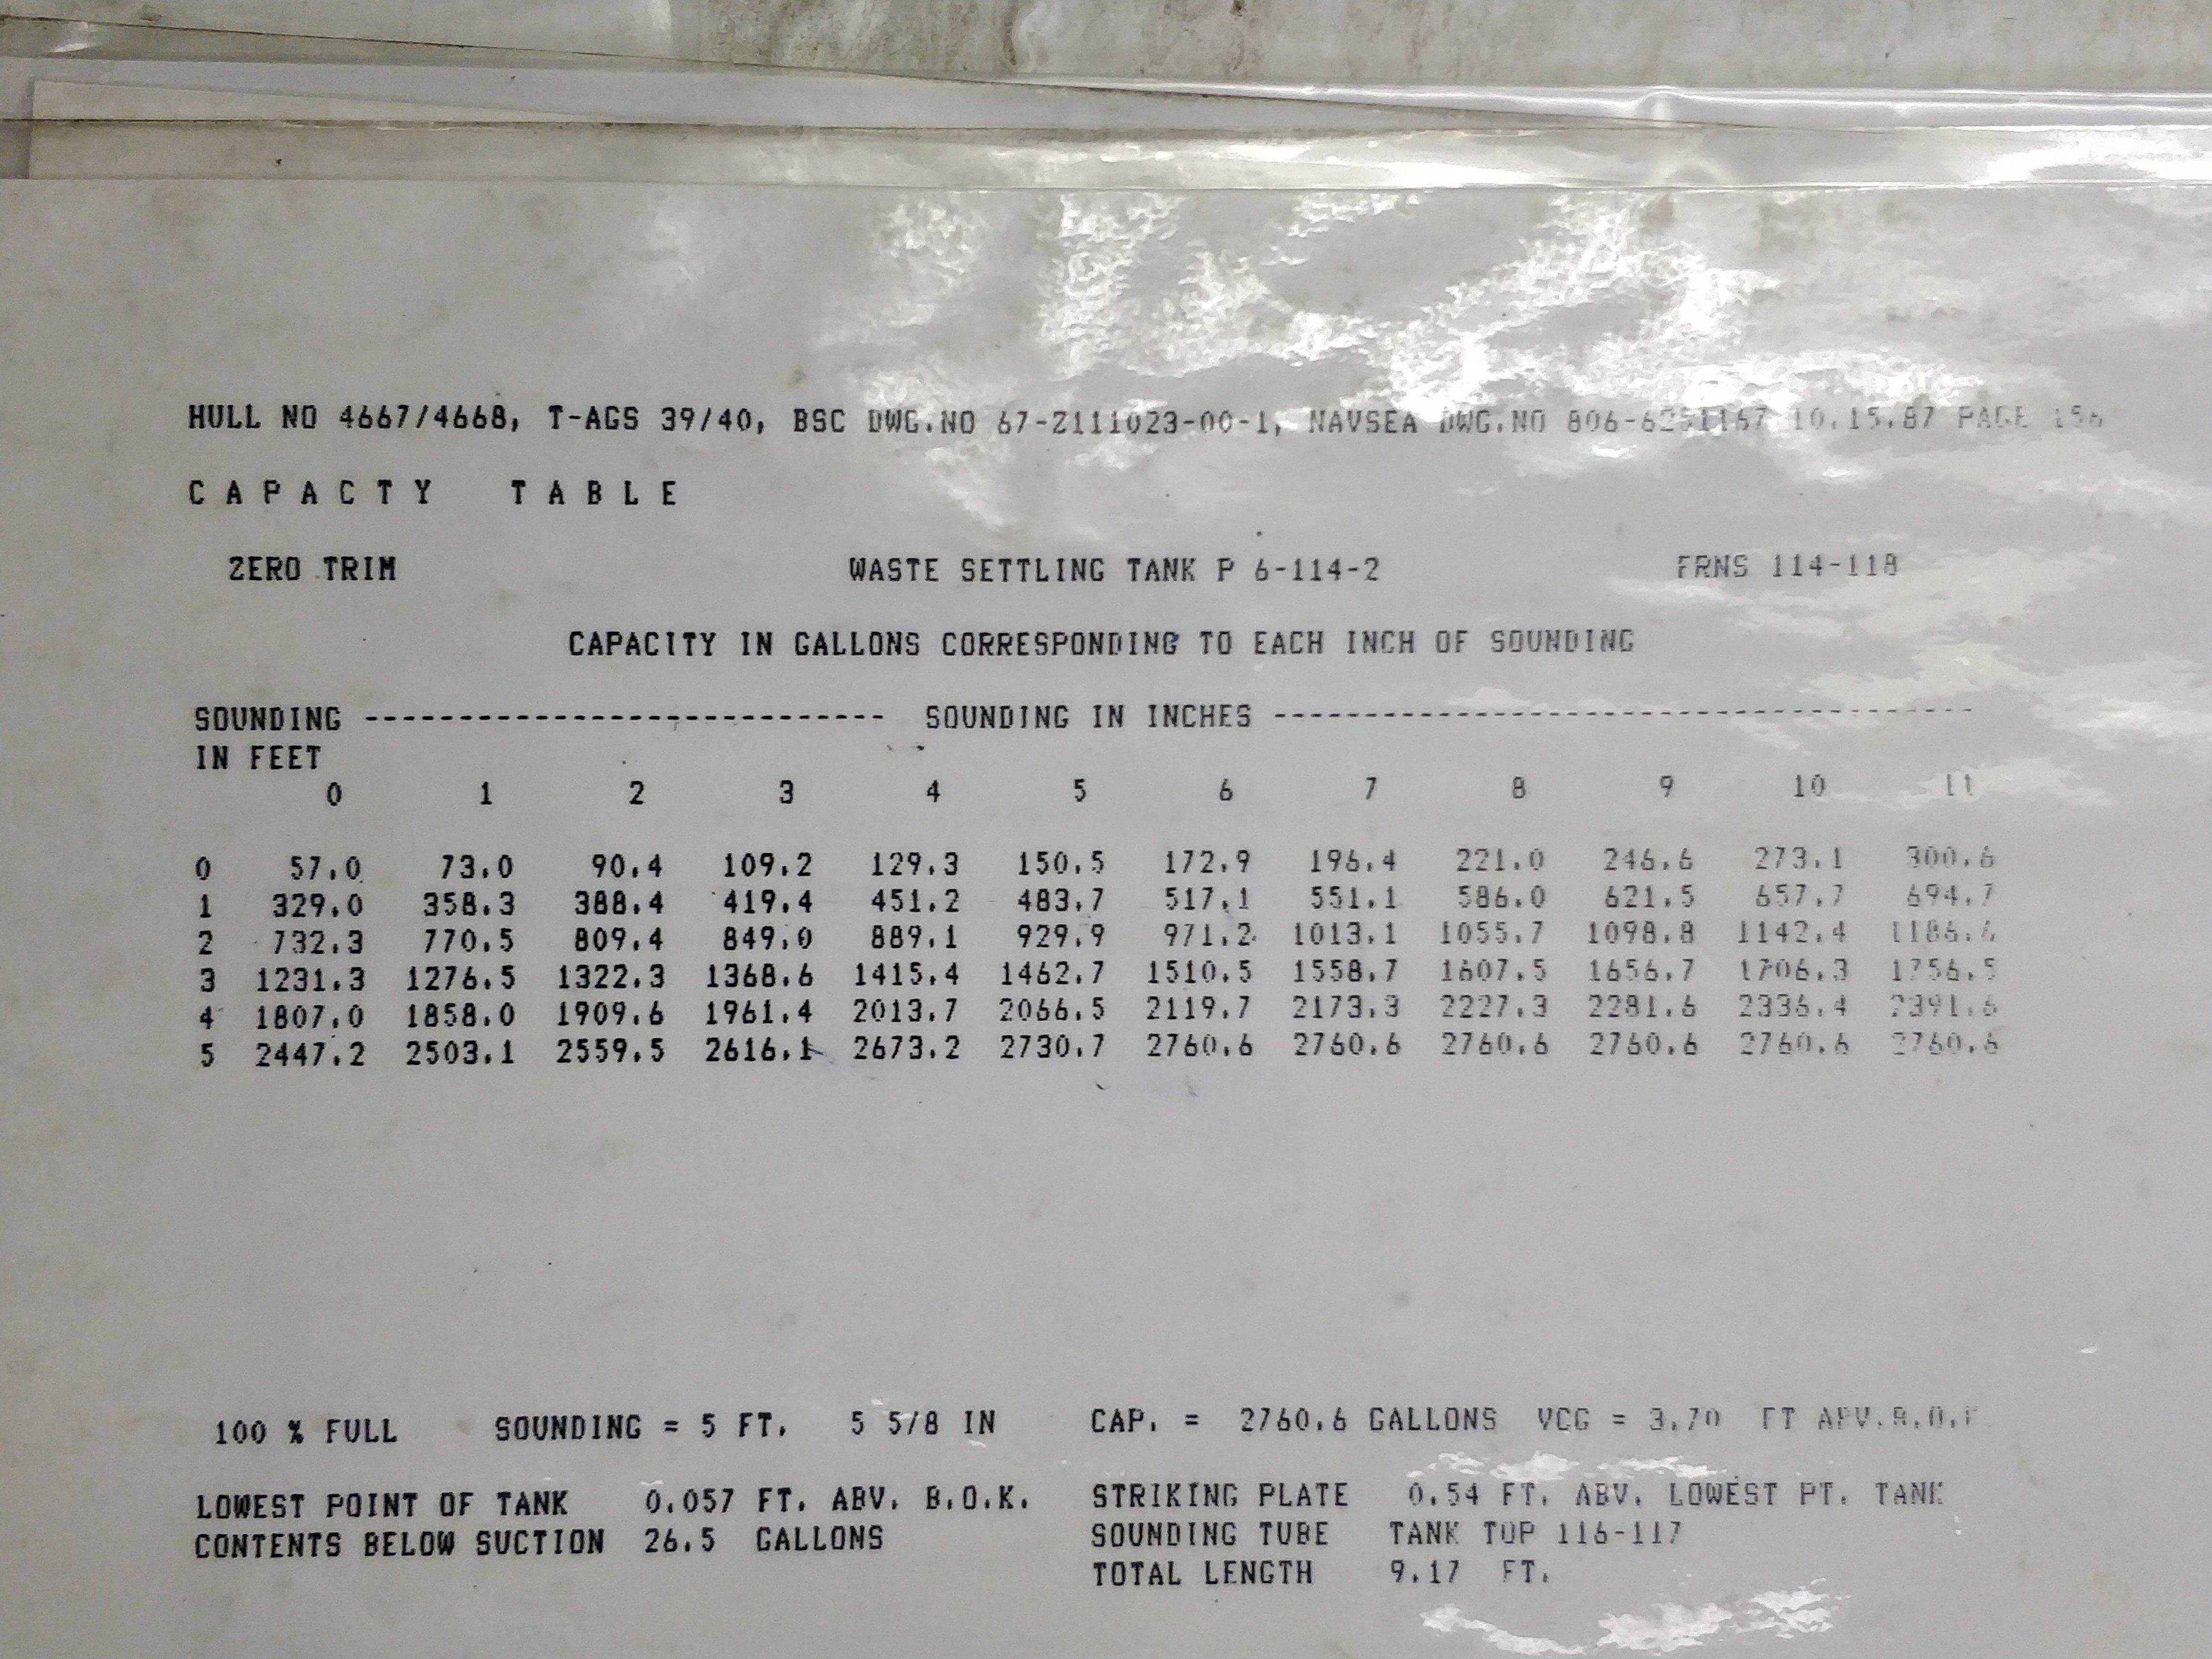 HULL NO 4667/4668, T-AGS 39/40, BSC DWG.NO 67-2111023-00-1, NAVSEA DWG.NO 806-6251167 10.15.87 PAGE
C A P A C T Y T A B L E
ZERO TRIM WASTE SETTLING TANK P 6-114-2 FRNS 114-118
CAPACITY IN GALLONS CORRESPONDING TO EACH INCH OF SOUNDING
SOUNDING ------------------------------- SOUNDING IN INCHES ------------------------------------------
IN FEET
0 1 2 3 4 5 6 7 8 9 10 11
0 57.0 73.0 90.4 109.2 129.3 150.5 172.9 196.4 221.0 246.6 273.1 300.6
1 329.0 358.3 388.4 419.4 451.2 483.7 517.1 551.1 586.0 621.5 657.7 694.7
2 732.3 770.5 809.4 849.0 889.1 929.9 971.2 1013.1 1055.7 1098.8 1142.4
3 1231.3 1276.5 1322.3 1368.6 1415.4 1462.7 1510.5 1558.7 1607.5 1656.7 1706.3 1756.5
4 1807.0 1858.0 1909.6 1961.4 2013.7 2066.5 2119.7 2173.3 2227.3 2281.6 2336.4 2391.6
5 2447.2 2503.1 2559.5 2616.1 2673.2 2730.7 2760.6 2760.6 2760.6 2760.6 2760.6 2760.6
100 % FULL SOUNDING = 5 FT. 5 5/8 IN CAP. = 2760.6 GALLONS VCG = 3.70 FT ABV.
LOWEST POINT OF TANK 0.057 FT. ABV. B.O.K. STRIKING PLATE 0.54 FT. ABV. LOWEST PT. TANK
CONTENTS BELOW SUCTION 26.5 GALLONS SOUNDING TUBE TANK TOP 116-117
TOTAL LENGTH 9.17 FT.